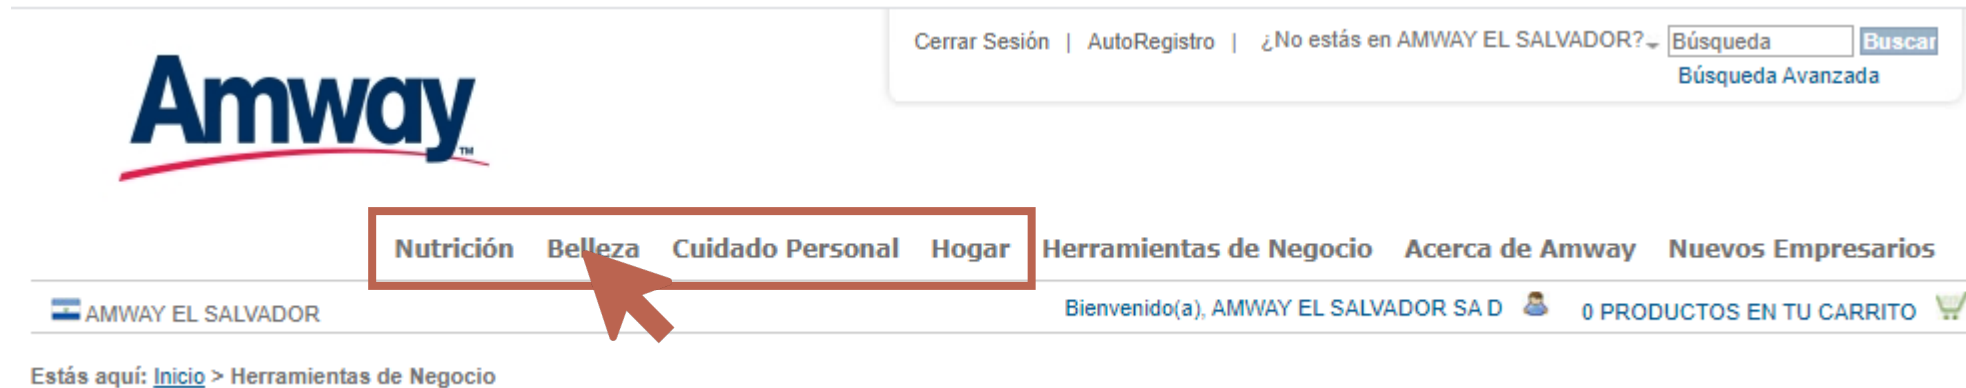 Cerrar Sesión | AutoRegistro | ¿No estás en AMWAY EL SALVADOR? Búsqueda Buscar
Búsqueda Avanzada
Amway™
Nutrición Belleza Cuidado Personal Hogar Herramientas de Negocio Acerca de Amway Nuevos Empresarios
AMWAY EL SALVADOR Bienvenido(a), AMWAY EL SALVADOR SA D 0 PRODUCTOS EN TU CARRITO
Estás aquí: Inicio > Herramientas de Negocio